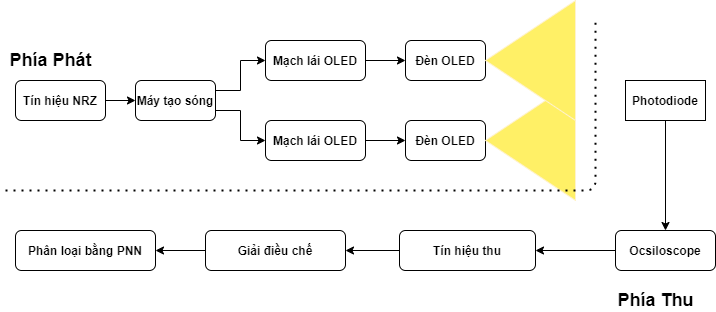 Phía Phát
Tín hiệu NRZ
Máy tạo sóng
Mạch lái OLED
Đèn OLED
Mạch lái OLED
Đèn OLED
Photodiode
Phân loại bằng PNN
Giải điều chế
Tín hiệu thu
Ocsiloscope
Phía Thu